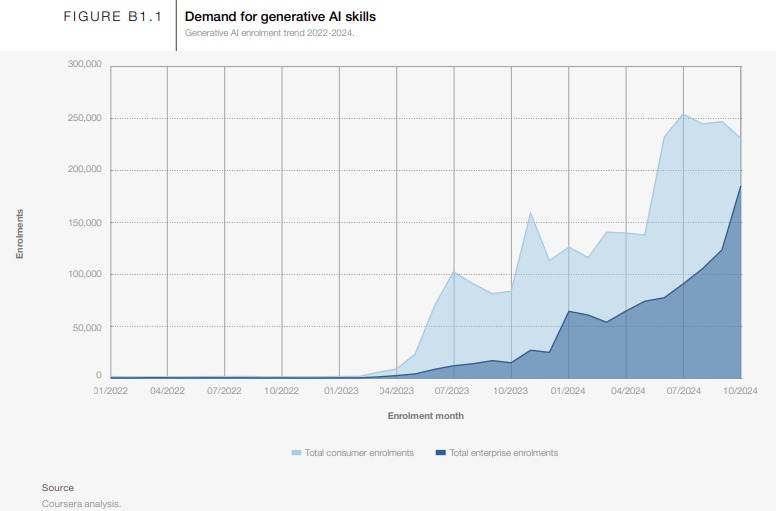 FIGURE B1.1
Demand for generative AI skills
Generative AI enrolment trend 2022-2024.
300,000
250,000
200,000
150,000
100,000
50,000
0
Enrolments
01/2022 04/2022 07/2022 10/2022 01/2023 04/2023 07/2023 10/2023 01/2024 04/2024 07/2024 10/2024
Enrolment month
Total consumer enrolments Total enterprise enrolments
Source
Coursera analysis.